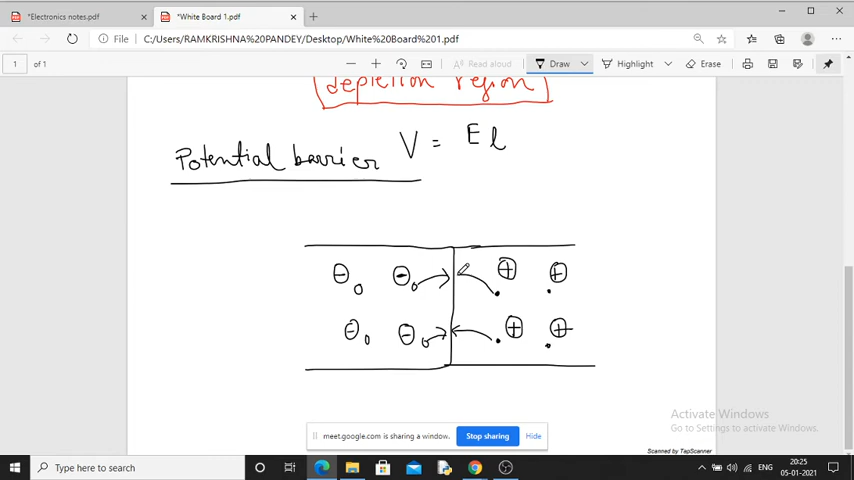 *Electronics notes.pdf
*White Board 1.pdf
File
C:/Users/RAMKRISHNA%20PANDEY/Desktop/White%20Board%201.pdf
1 of 1
Read aloud
Draw
Highlight
Erase
depletion region
Potential barrier V = El
meet.google.com is sharing a window.
Stop sharing
Hide
Activate Windows
Go to Settings to activate Windows.
Scanned by TapScanner
Type here to search
ENG
20:25
05-01-2021